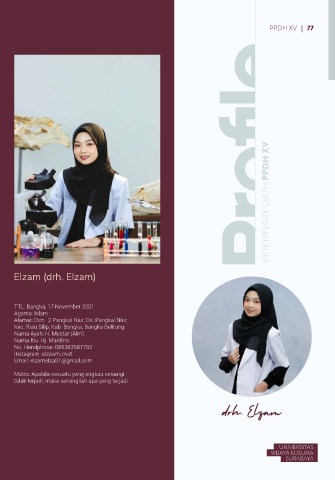 PPDH XV | 77
Profile
VETERINARY OATH PPDH XV
Elzam (drh. Elzam)
TTL: Bangka, 17 November 2001
Agama: Islam
Alamat: Dsn. 2 Pangkal Niur, Ds. Pangkal Niur,
Kec. Riau Silip, Kab. Bangka, Bangka Belitung
Nama Ayah: H. Mustar (Alm)
Nama Ibu: Hj. Mardina
No. Handphone: 085383587762
Instagram: elzaam_mst
Email: elzamelza01@gmail.com
Motto: Apabila sesuatu yang engkau senangi
tidak terjadi, maka senangilah apa yang terjadi
drh. Elzam
UNIVERSITAS
WIJAYA KUSUMA
SURABAYA